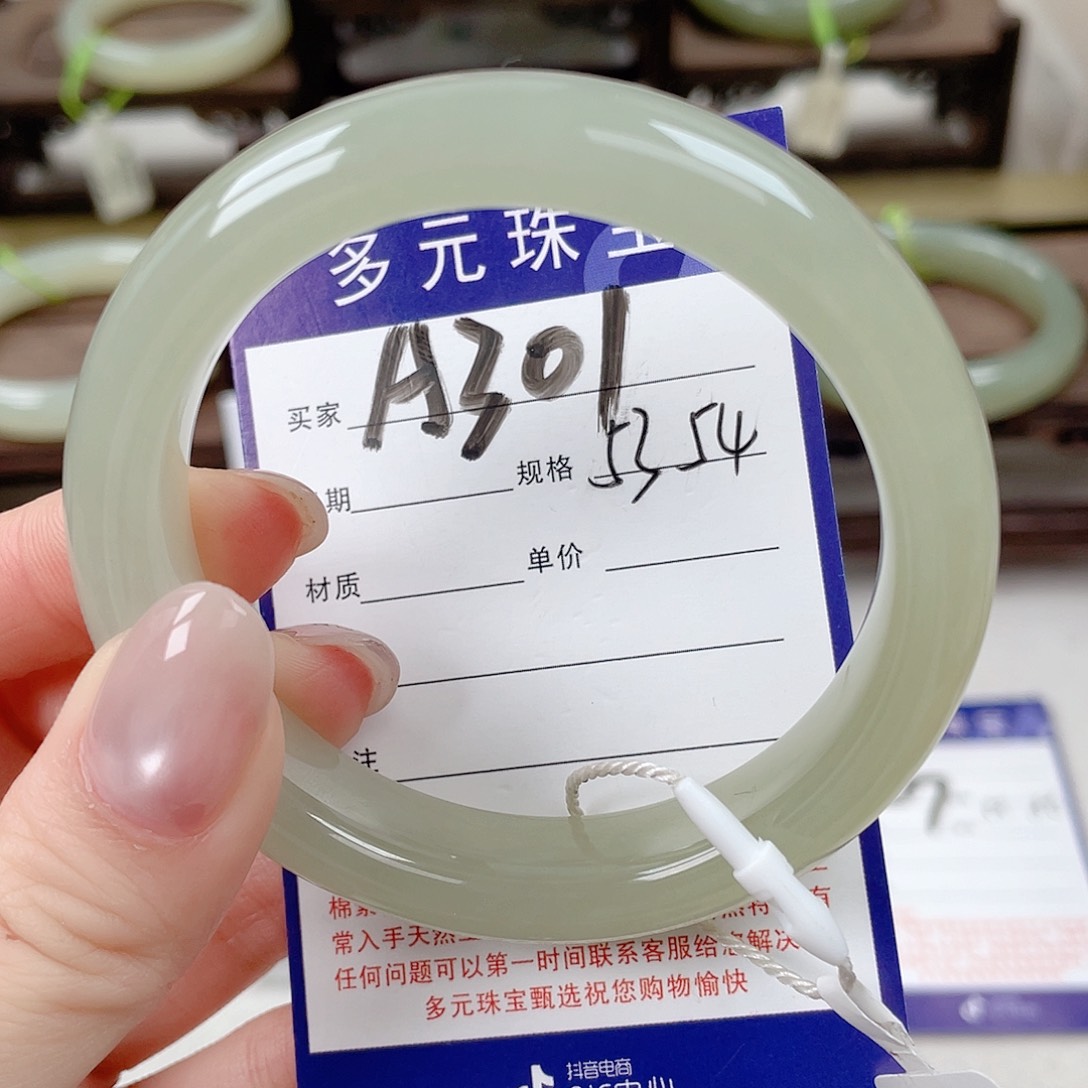 多元珠宝
买家 A301
期 规格 53 54
材质 单价
注
棉
常入手天然
任何问题可以第一时间联系客服给您解决
多元珠宝甄选祝您购物愉快
抖音电商
7